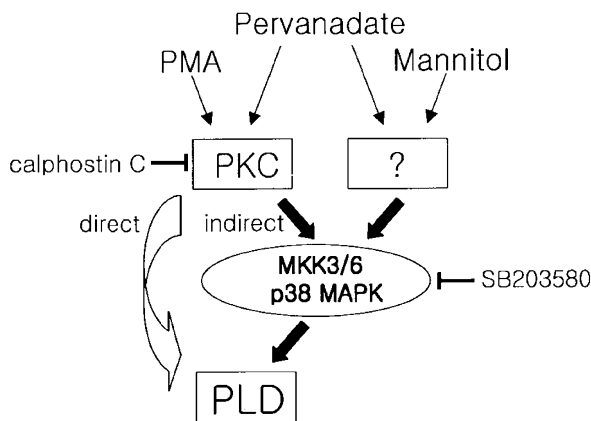 Pervanadate
PMA
Mannitol
calphostin C
PKC
?
direct
indirect
MKK3/6
p38 MAPK
SB203580
PLD